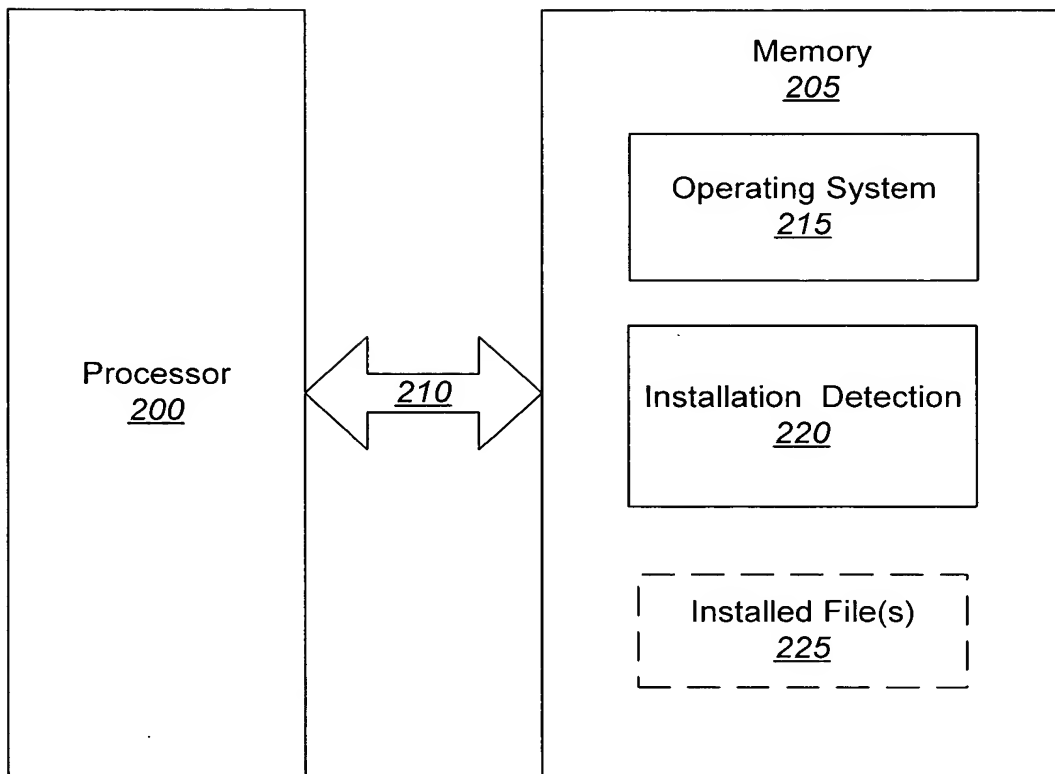 Processor
200
210
Memory
205
Operating System
215
Installation Detection
220
Installed File(s)
225